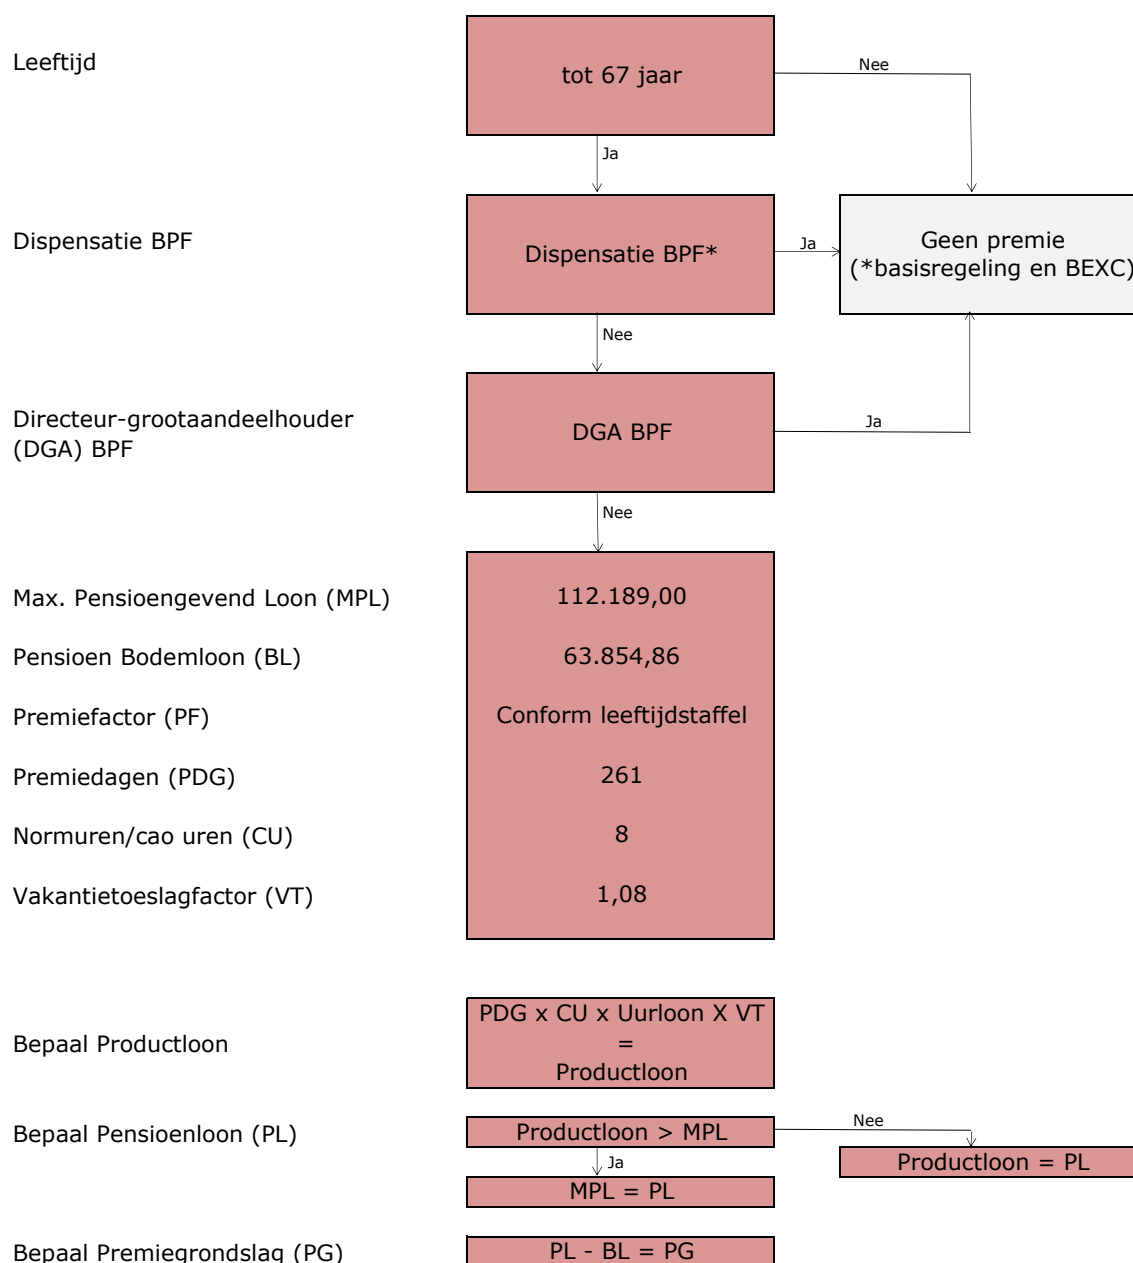 Leeftijd
tot 67 jaar
Nee
Ja
Dispensatie BPF
Dispensatie BPF*
Ja
Geen premie
(*basisregeling en BEXC)
Nee
Directeur-grootaandeelhouder
(DGA) BPF
DGA BPF
Ja
Nee
Max. Pensioengevend Loon (MPL)
112.189,00
Pensioen Bodemloon (BL)
63.854,86
Premiefactor (PF)
Conform leeftijdstaffel
Premiedagen (PDG)
261
Normuren/cao uren (CU)
8
Vakantietoeslagfactor (VT)
1,08
Bepaal Productloon
PDG x CU x Uurloon X VT
=
Productloon
Bepaal Pensioenloon (PL)
Productloon > MPL
Nee
Productloon = PL
Ja
MPL = PL
Bepaal Premiegrondslag (PG)
PL - BL = PG